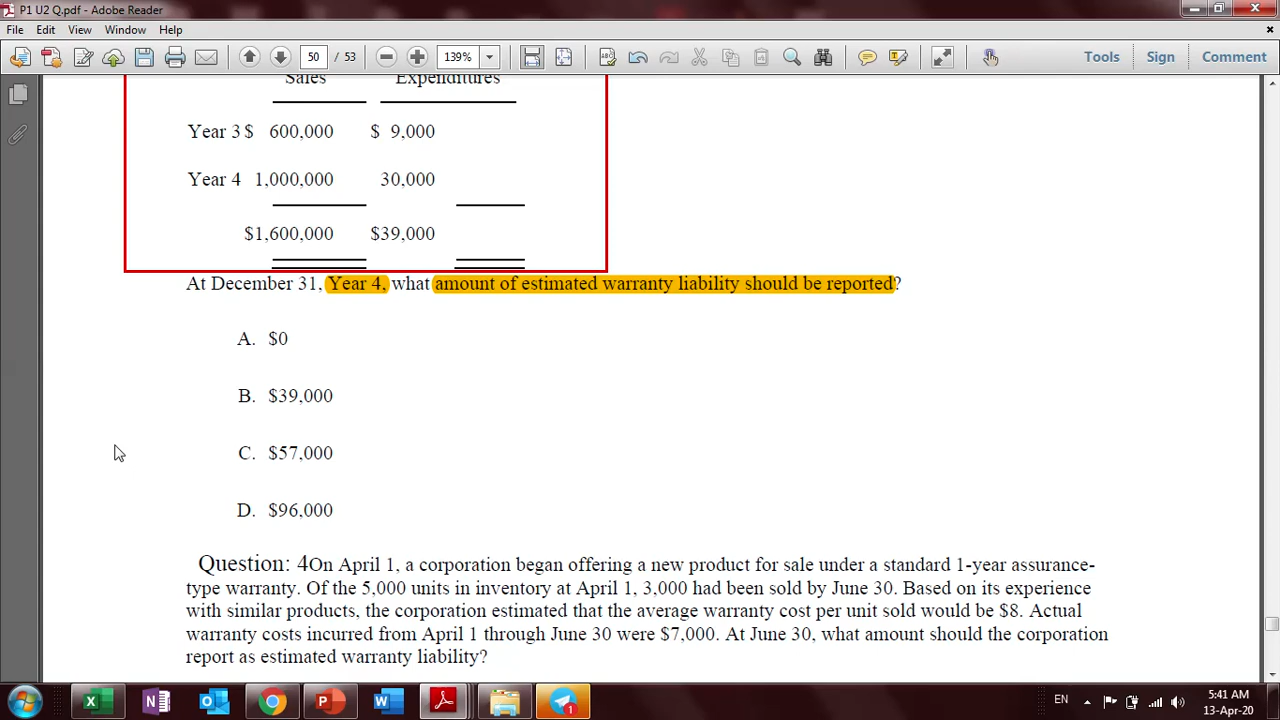 P1 U2 Q.pdf - Adobe Reader
File Edit View Window Help
50 / 53 139% Tools Sign Comment
Sales Expenditures
Year 3 $ 600,000 $ 9,000
Year 4 1,000,000 30,000
$1,600,000 $39,000
At December 31, Year 4, what amount of estimated warranty liability should be reported?
A. $0
B. $39,000
C. $57,000
D. $96,000
Question: 4On April 1, a corporation began offering a new product for sale under a standard 1-year assurance-
type warranty. Of the 5,000 units in inventory at April 1, 3,000 had been sold by June 30. Based on its experience
with similar products, the corporation estimated that the average warranty cost per unit sold would be $8. Actual
warranty costs incurred from April 1 through June 30 were $7,000. At June 30, what amount should the corporation
report as estimated warranty liability?
EN 5:41 AM
13-Apr-20